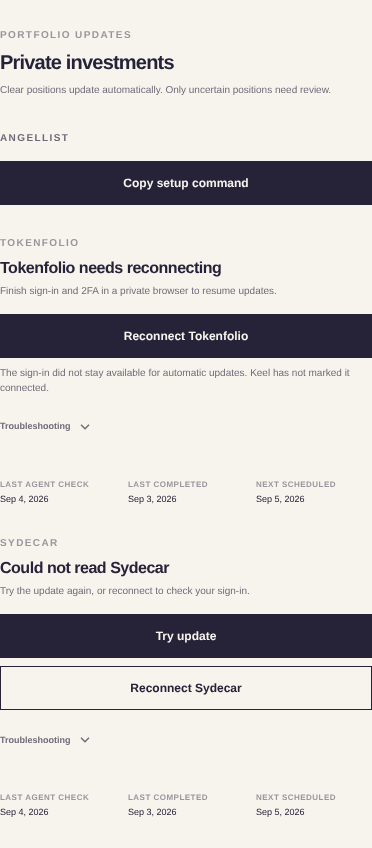 PORTFOLIO UPDATES
Private investments
Clear positions update automatically. Only uncertain positions need review.
ANGELLIST
Copy setup command
TOKENFOLIO
Tokenfolio needs reconnecting
Finish sign-in and 2FA in a private browser to resume updates.
Reconnect Tokenfolio
The sign-in did not stay available for automatic updates. Keel has not marked it
connected.
Troubleshooting
LAST AGENT CHECK LAST COMPLETED NEXT SCHEDULED
Sep 4, 2026 Sep 3, 2026 Sep 5, 2026
SYDECAR
Could not read Sydecar
Try the update again, or reconnect to check your sign-in.
Try update
Reconnect Sydecar
Troubleshooting
LAST AGENT CHECK LAST COMPLETED NEXT SCHEDULED
Sep 4, 2026 Sep 3, 2026 Sep 5, 2026